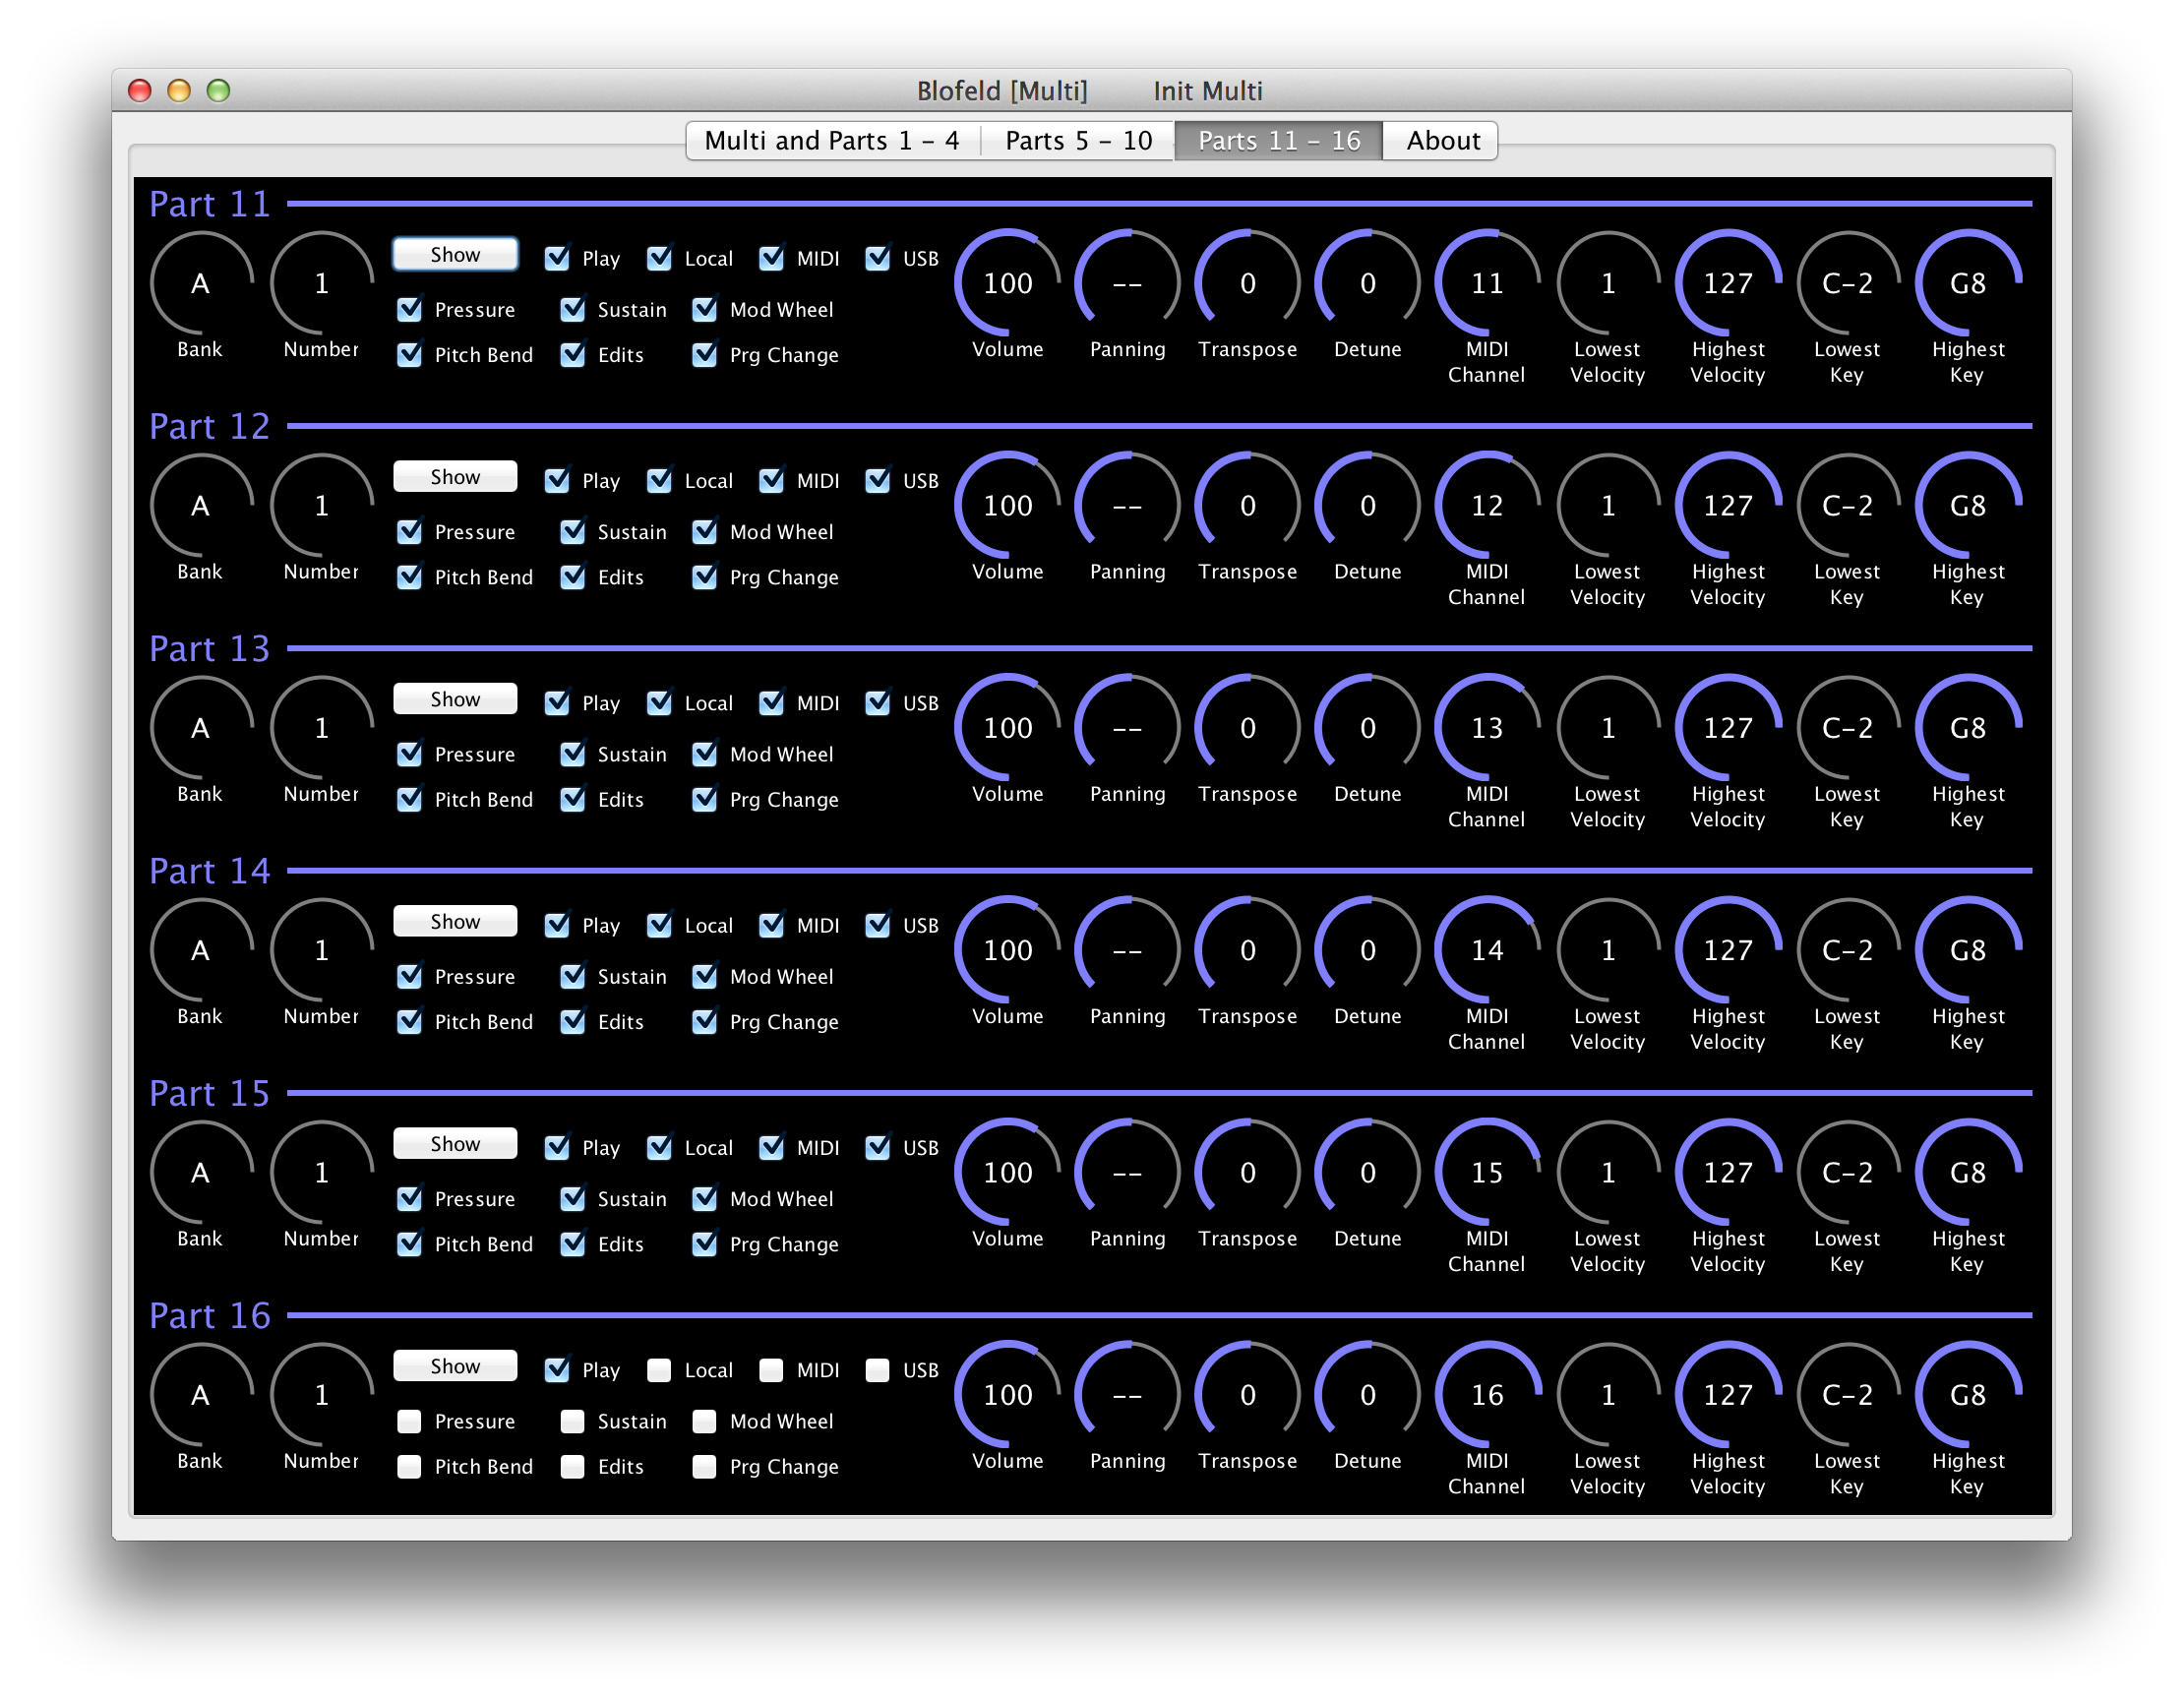 Blofeld [Multi] Init Multi
Multi and Parts 1 – 4 Parts 5 – 10 Parts 11 – 16 About
Part 11
A 1 Show Play Local MIDI USB 100 -- 0 0 11 1 127 C-2 G8
Pressure Sustain Mod Wheel
Bank Number Pitch Bend Edits Prg Change Volume Panning Transpose Detune MIDI Lowest Highest Lowest Highest
Channel Velocity Velocity Key Key
Part 12
A 1 Show Play Local MIDI USB 100 -- 0 0 12 1 127 C-2 G8
Pressure Sustain Mod Wheel
Bank Number Pitch Bend Edits Prg Change Volume Panning Transpose Detune MIDI Lowest Highest Lowest Highest
Channel Velocity Velocity Key Key
Part 13
A 1 Show Play Local MIDI USB 100 -- 0 0 13 1 127 C-2 G8
Pressure Sustain Mod Wheel
Bank Number Pitch Bend Edits Prg Change Volume Panning Transpose Detune MIDI Lowest Highest Lowest Highest
Channel Velocity Velocity Key Key
Part 14
A 1 Show Play Local MIDI USB 100 -- 0 0 14 1 127 C-2 G8
Pressure Sustain Mod Wheel
Bank Number Pitch Bend Edits Prg Change Volume Panning Transpose Detune MIDI Lowest Highest Lowest Highest
Channel Velocity Velocity Key Key
Part 15
A 1 Show Play Local MIDI USB 100 -- 0 0 15 1 127 C-2 G8
Pressure Sustain Mod Wheel
Bank Number Pitch Bend Edits Prg Change Volume Panning Transpose Detune MIDI Lowest Highest Lowest Highest
Channel Velocity Velocity Key Key
Part 16
A 1 Show Play Local MIDI USB 100 -- 0 0 16 1 127 C-2 G8
Pressure Sustain Mod Wheel
Bank Number Pitch Bend Edits Prg Change Volume Panning Transpose Detune MIDI Lowest Highest Lowest Highest
Channel Velocity Velocity Key Key